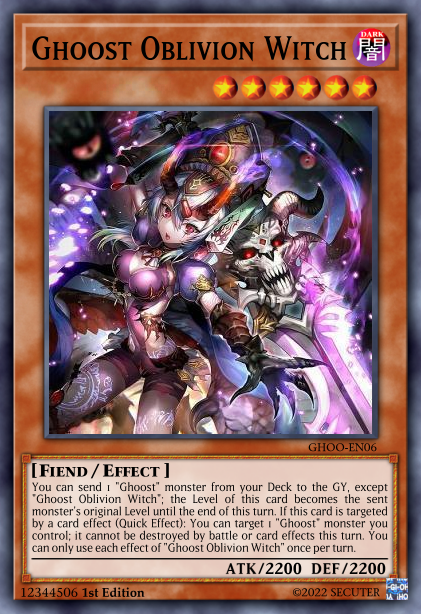 Ghoost Oblivion Witch
DARK
闇
GHOO-EN06
[Fiend / Effect ]
You can send 1 "Ghoost" monster from your Deck to the GY, except
"Ghoost Oblivion Witch"; the Level of this card becomes the sent
monster's original Level until the end of this turn. If this card is targeted
by a card effect (Quick Effect): You can target 1 "Ghoost" monster you
control; it cannot be destroyed by battle or card effects this turn. You
can only use each effect of "Ghoost Oblivion Witch" once per turn.
ATK/2200 DEF/2200
12344506 1st Edition
©2022 SECUTER